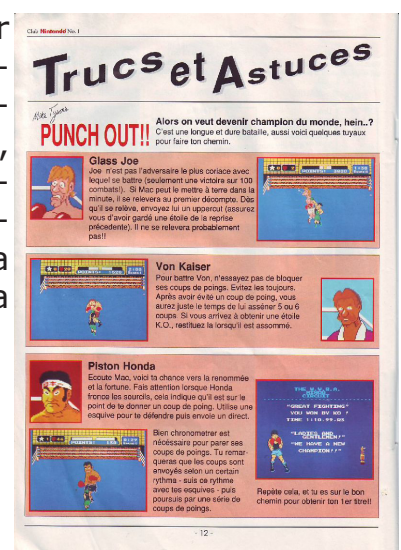 r
-
-
,
-
-
a
a
Club Nintendo No. 1
Trucs et Astuces
Mike Tyson's
PUNCH OUT!!
Alors on veut devenir champion du monde, hein..?
C'est une longue et dure bataille, aussi voici quelques tuyaux
pour faire ton chemin.
Glass Joe
Joe n'est pas l'adversaire le plus coriace avec
lequel se battre (seulement une victoire sur 100
combats!). Si Mac peut le mettre à terre dans la
minute, il se relevera au premier décompte. Dès
qu'il se relève, envoyez lui un uppercut (assurez
vous d'avoir gardé une étoile de la reprise
précedente). Il ne se relevera probablement
pas!!
Von Kaiser
Pour battre Von, n'essayez pas de bloquer
ses coups de poings. Evitez les toujours.
Après avoir évité un coup de poing, vous
aurez juste le temps de lui asséner 5 ou 6
coups. Si vous arrivez à obtenir une étoile
K.O., restituez la lorsqu'il est assommé.
Piston Honda
Ecoute Mac, voici ta chance vers la renommée
et la fortune. Fais attention lorsque Honda
fronce les sourcils, cela indique qu'il est sur le
point de te donner un coup de poing. Utilise une
esquive pour te défendre puis envoie un direct.
Bien chronometrer est
nécéssaire pour parer ses
coups de poings. Tu remar-
queras que les coups sont
envoyés selon un certain
rythma - suis ce rythme
avec tes esquives - puis
poursuis par une série de
coups de poings.
THE W.V.B.A.
MINOR
CIRCUIT
"GREAT FIGHTING"
YOU WON BY KO !
TIME
"LADIES AND
GENTLEMEN!"
"WE HAVE A NEW
CHAMPION!!"
Repète cela, et tu es sur le bon
chemin pour obtenir ton 1er titre!!
- 12 -